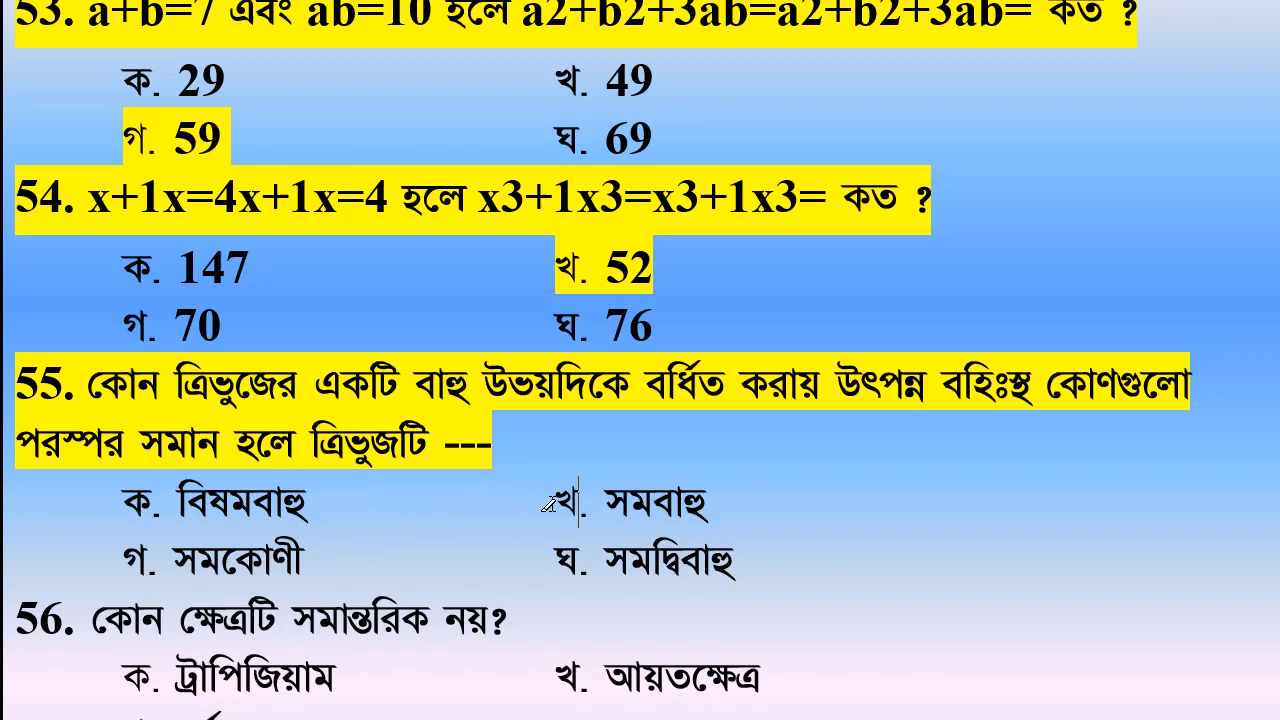 53. a+b=7 এবং ab=10 হলে a2+b2+3ab=a2+b2+3ab= কত ?
ক. 29 খ. 49
গ. 59 ঘ. 69
54. x+1x=4x+1x=4 হলে x3+1x3=x3+1x3= কত ?
ক. 147 খ. 52
গ. 70 ঘ. 76
55. কোন ত্রিভুজের একটি বাহু উভয়দিকে বর্ধিত করায় উৎপন্ন বহিঃস্থ কোণগুলো
পরস্পর সমান হলে ত্রিভুজটি ---
ক. বিষমবাহু খ. সমবাহু
গ. সমকোণী ঘ. সমদ্বিবাহু
56. কোন ক্ষেত্রটি সমান্তরিক নয়?
ক. ট্রাপিজিয়াম খ. আয়তক্ষেত্র